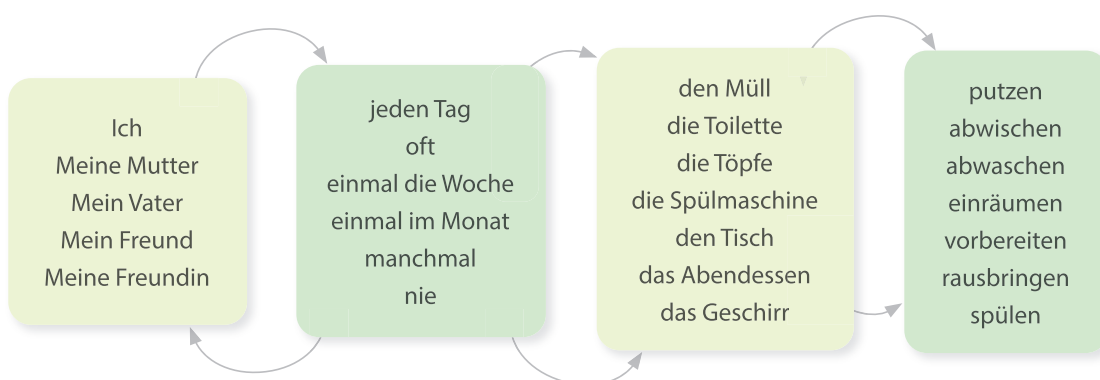 Ich
Meine Mutter
Mein Vater
Mein Freund
Meine Freundin
jeden Tag
oft
einmal die Woche
einmal im Monat
manchmal
nie
den Müll
die Toilette
die Töpfe
die Spülmaschine
den Tisch
das Abendessen
das Geschirr
putzen
abwischen
abwaschen
einräumen
vorbereiten
rausbringen
spülen